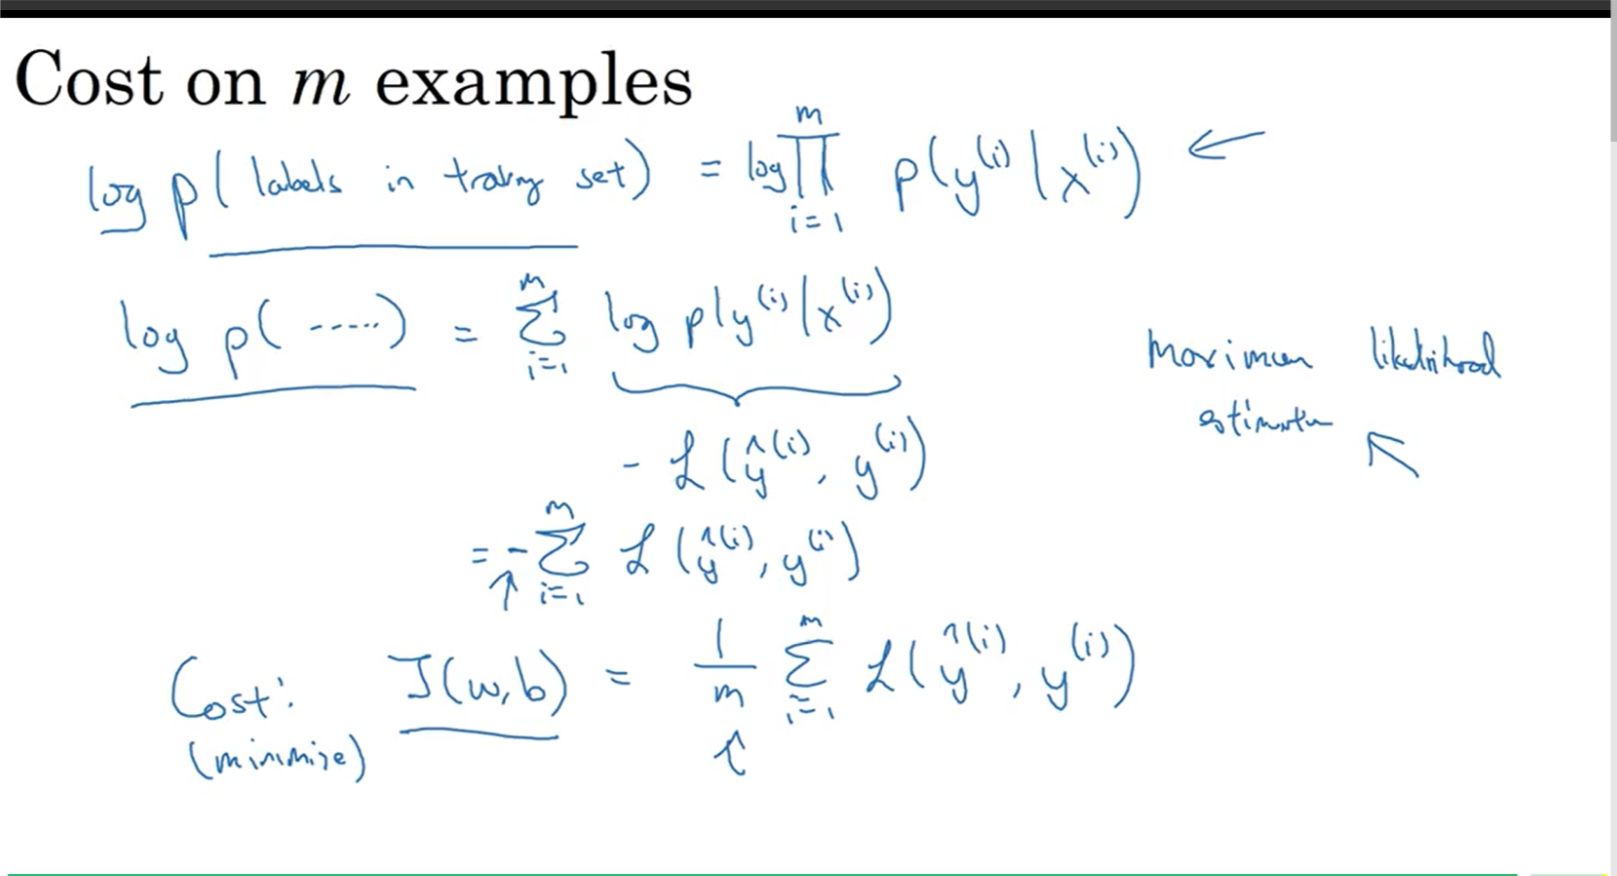 Cost on m examples
log p( labels in training set ) = log ∏_{i=1}^{m} p(y^{(i)} | x^{(i)}) ←
log p( ..... ) = ∑_{i=1}^{m} log p(y^{(i)} | x^{(i)})
maximum likelihood
estimation ↖
- ℒ(ŷ^{(i)}, y^{(i)})
= - ∑_{i=1}^{m} ℒ(ŷ^{(i)}, y^{(i)})
↑
Cost: J(w,b) = 1/m ∑_{i=1}^{m} ℒ(ŷ^{(i)}, y^{(i)})
(minimize) ↑